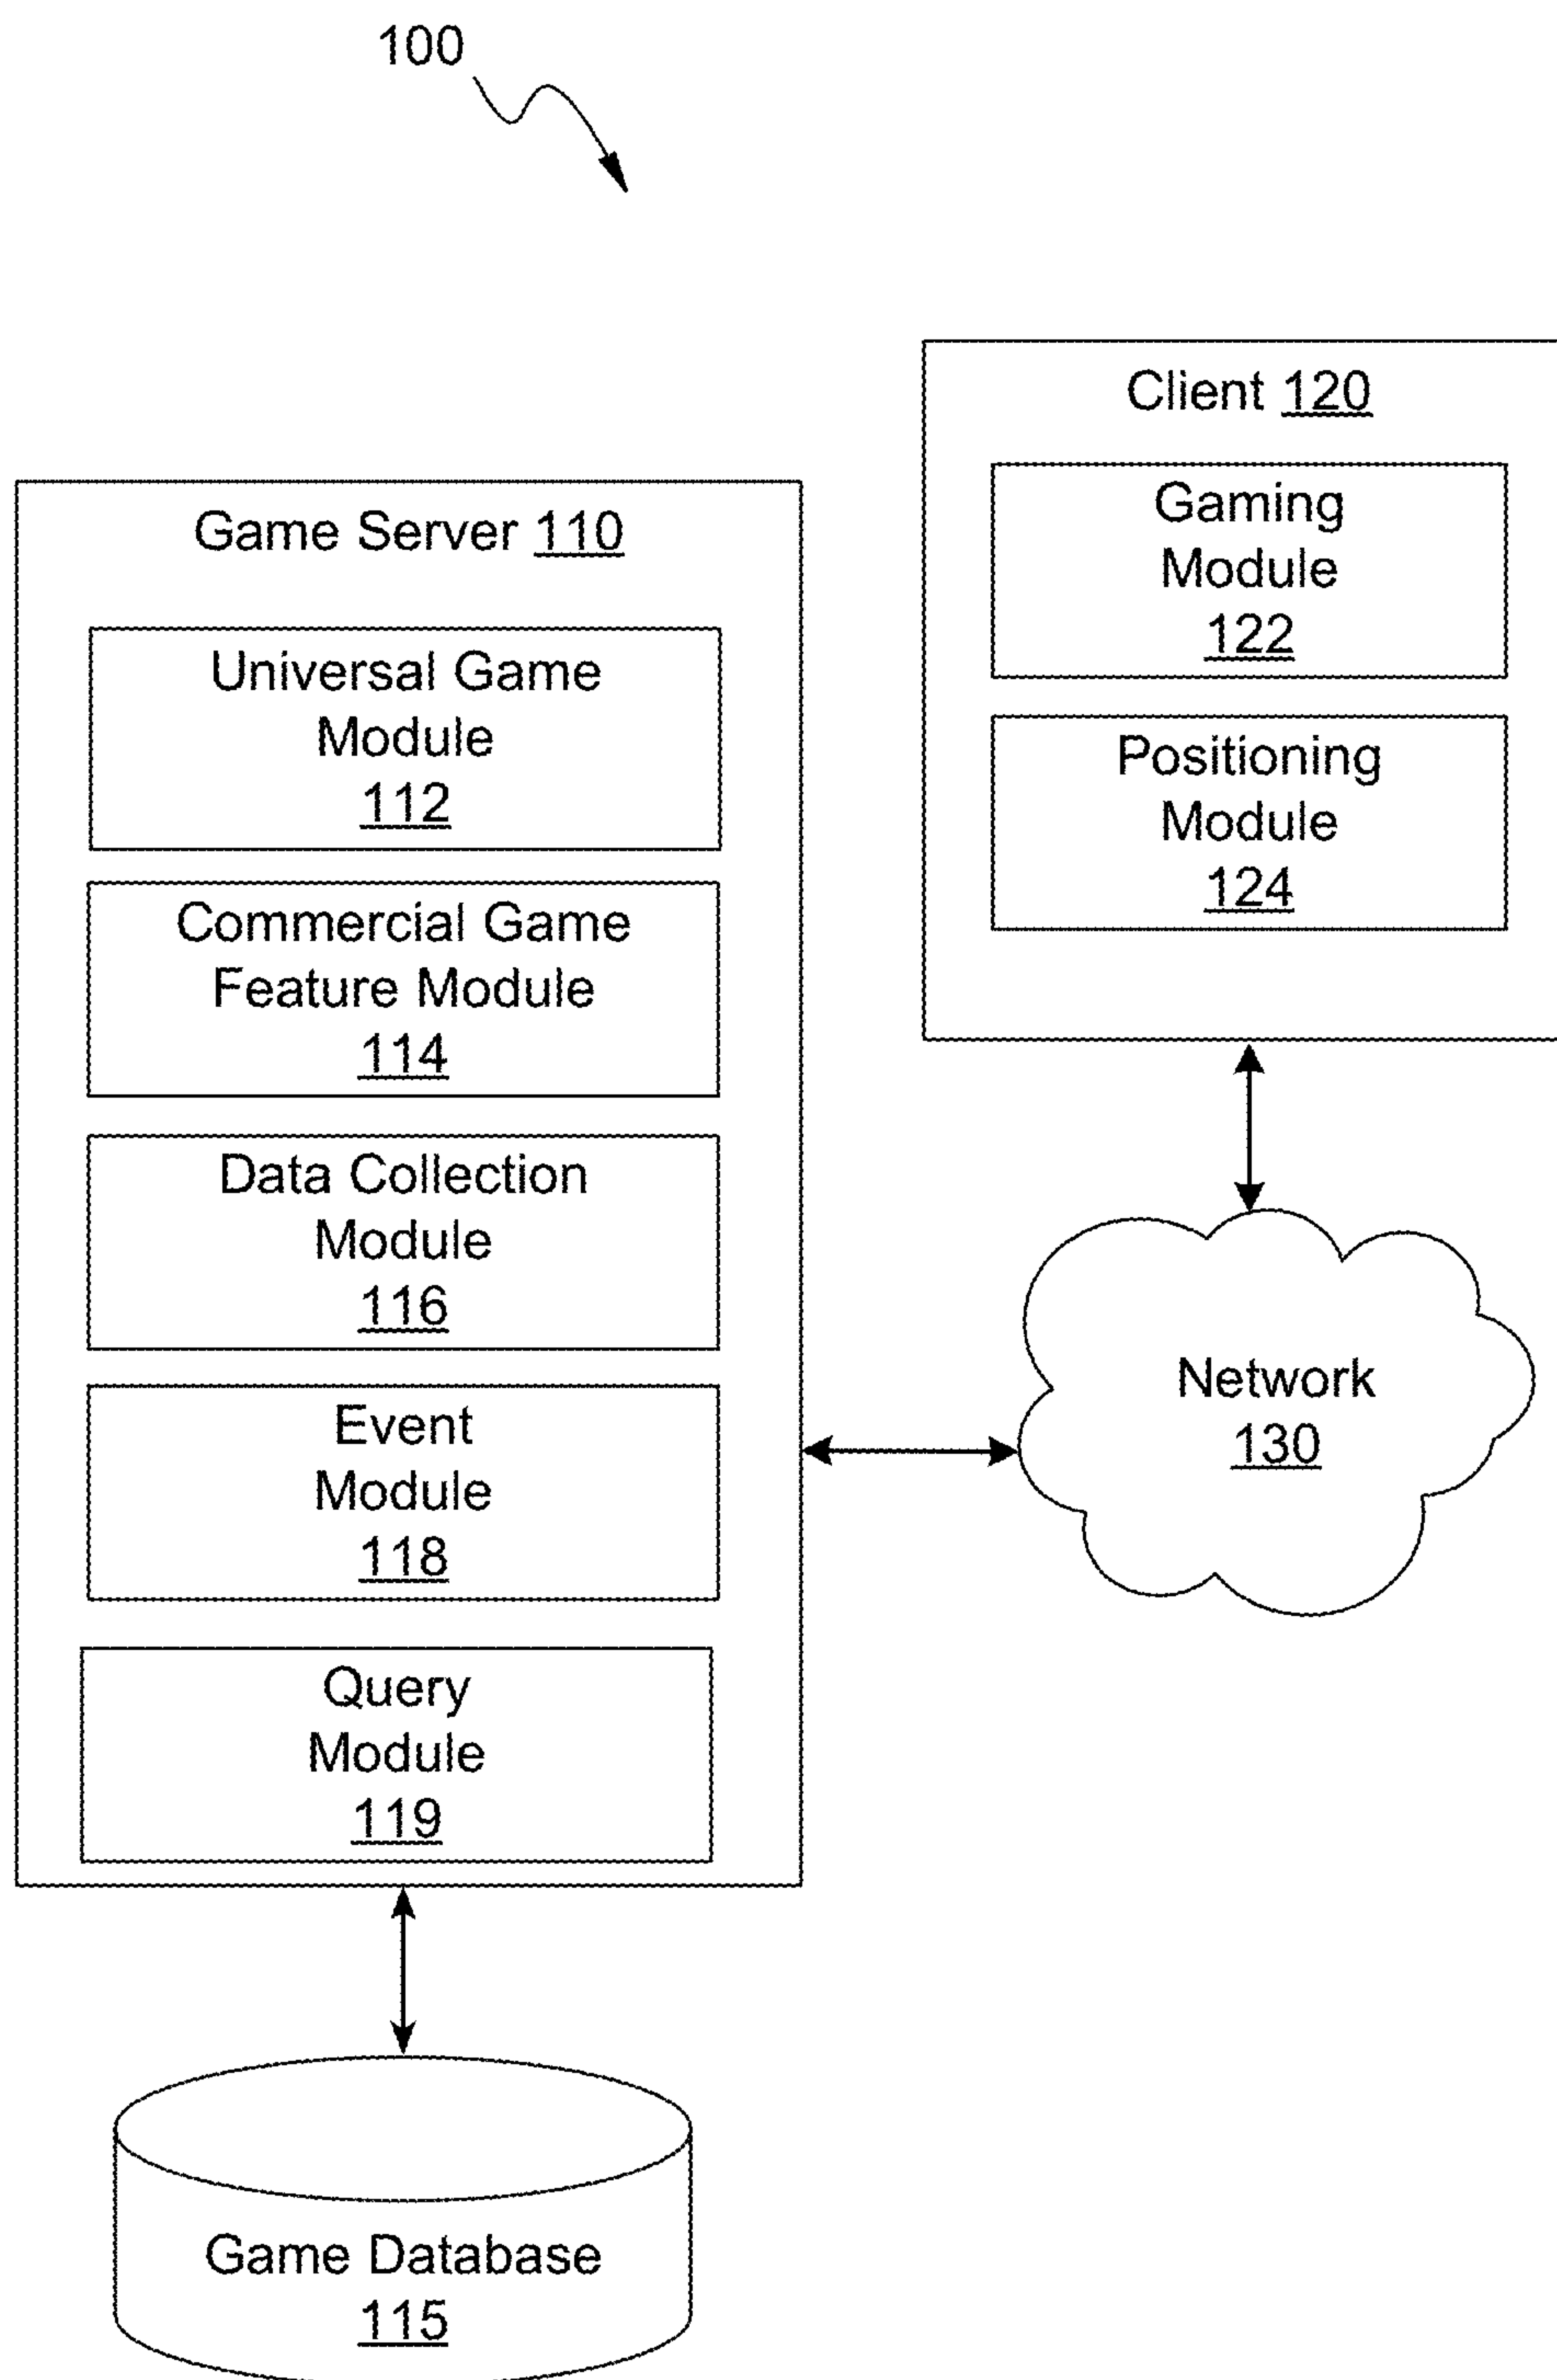 100
Client 120
Gaming
Module
122
Positioning
Module
124
Game Server 110
Universal Game
Module
112
Commercial Game
Feature Module
114
Data Collection
Module
116
Event
Module
118
Query
Module
119
Network
130
Game Database
115